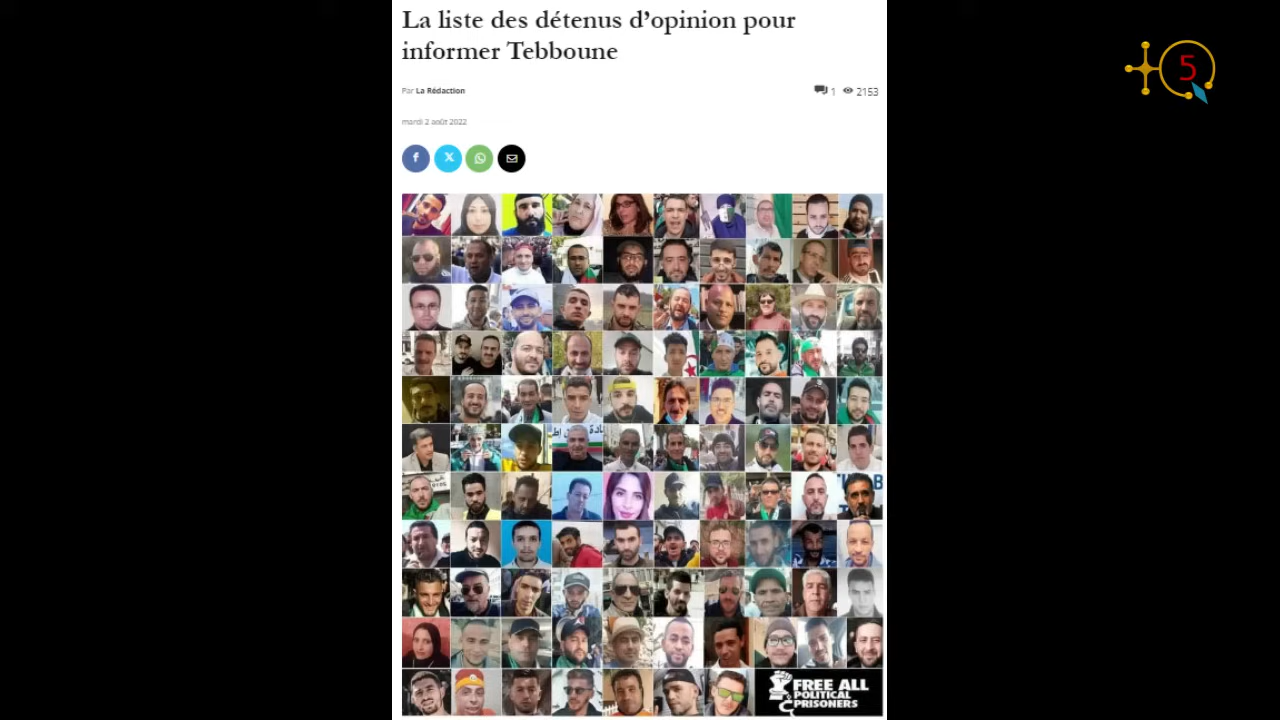 La liste des détenus d’opinion pour
informer Tebboune
5
Par La Rédaction
1 2153
mardi 2 août 2022
FREE ALL
POLITICAL
PRISONERS